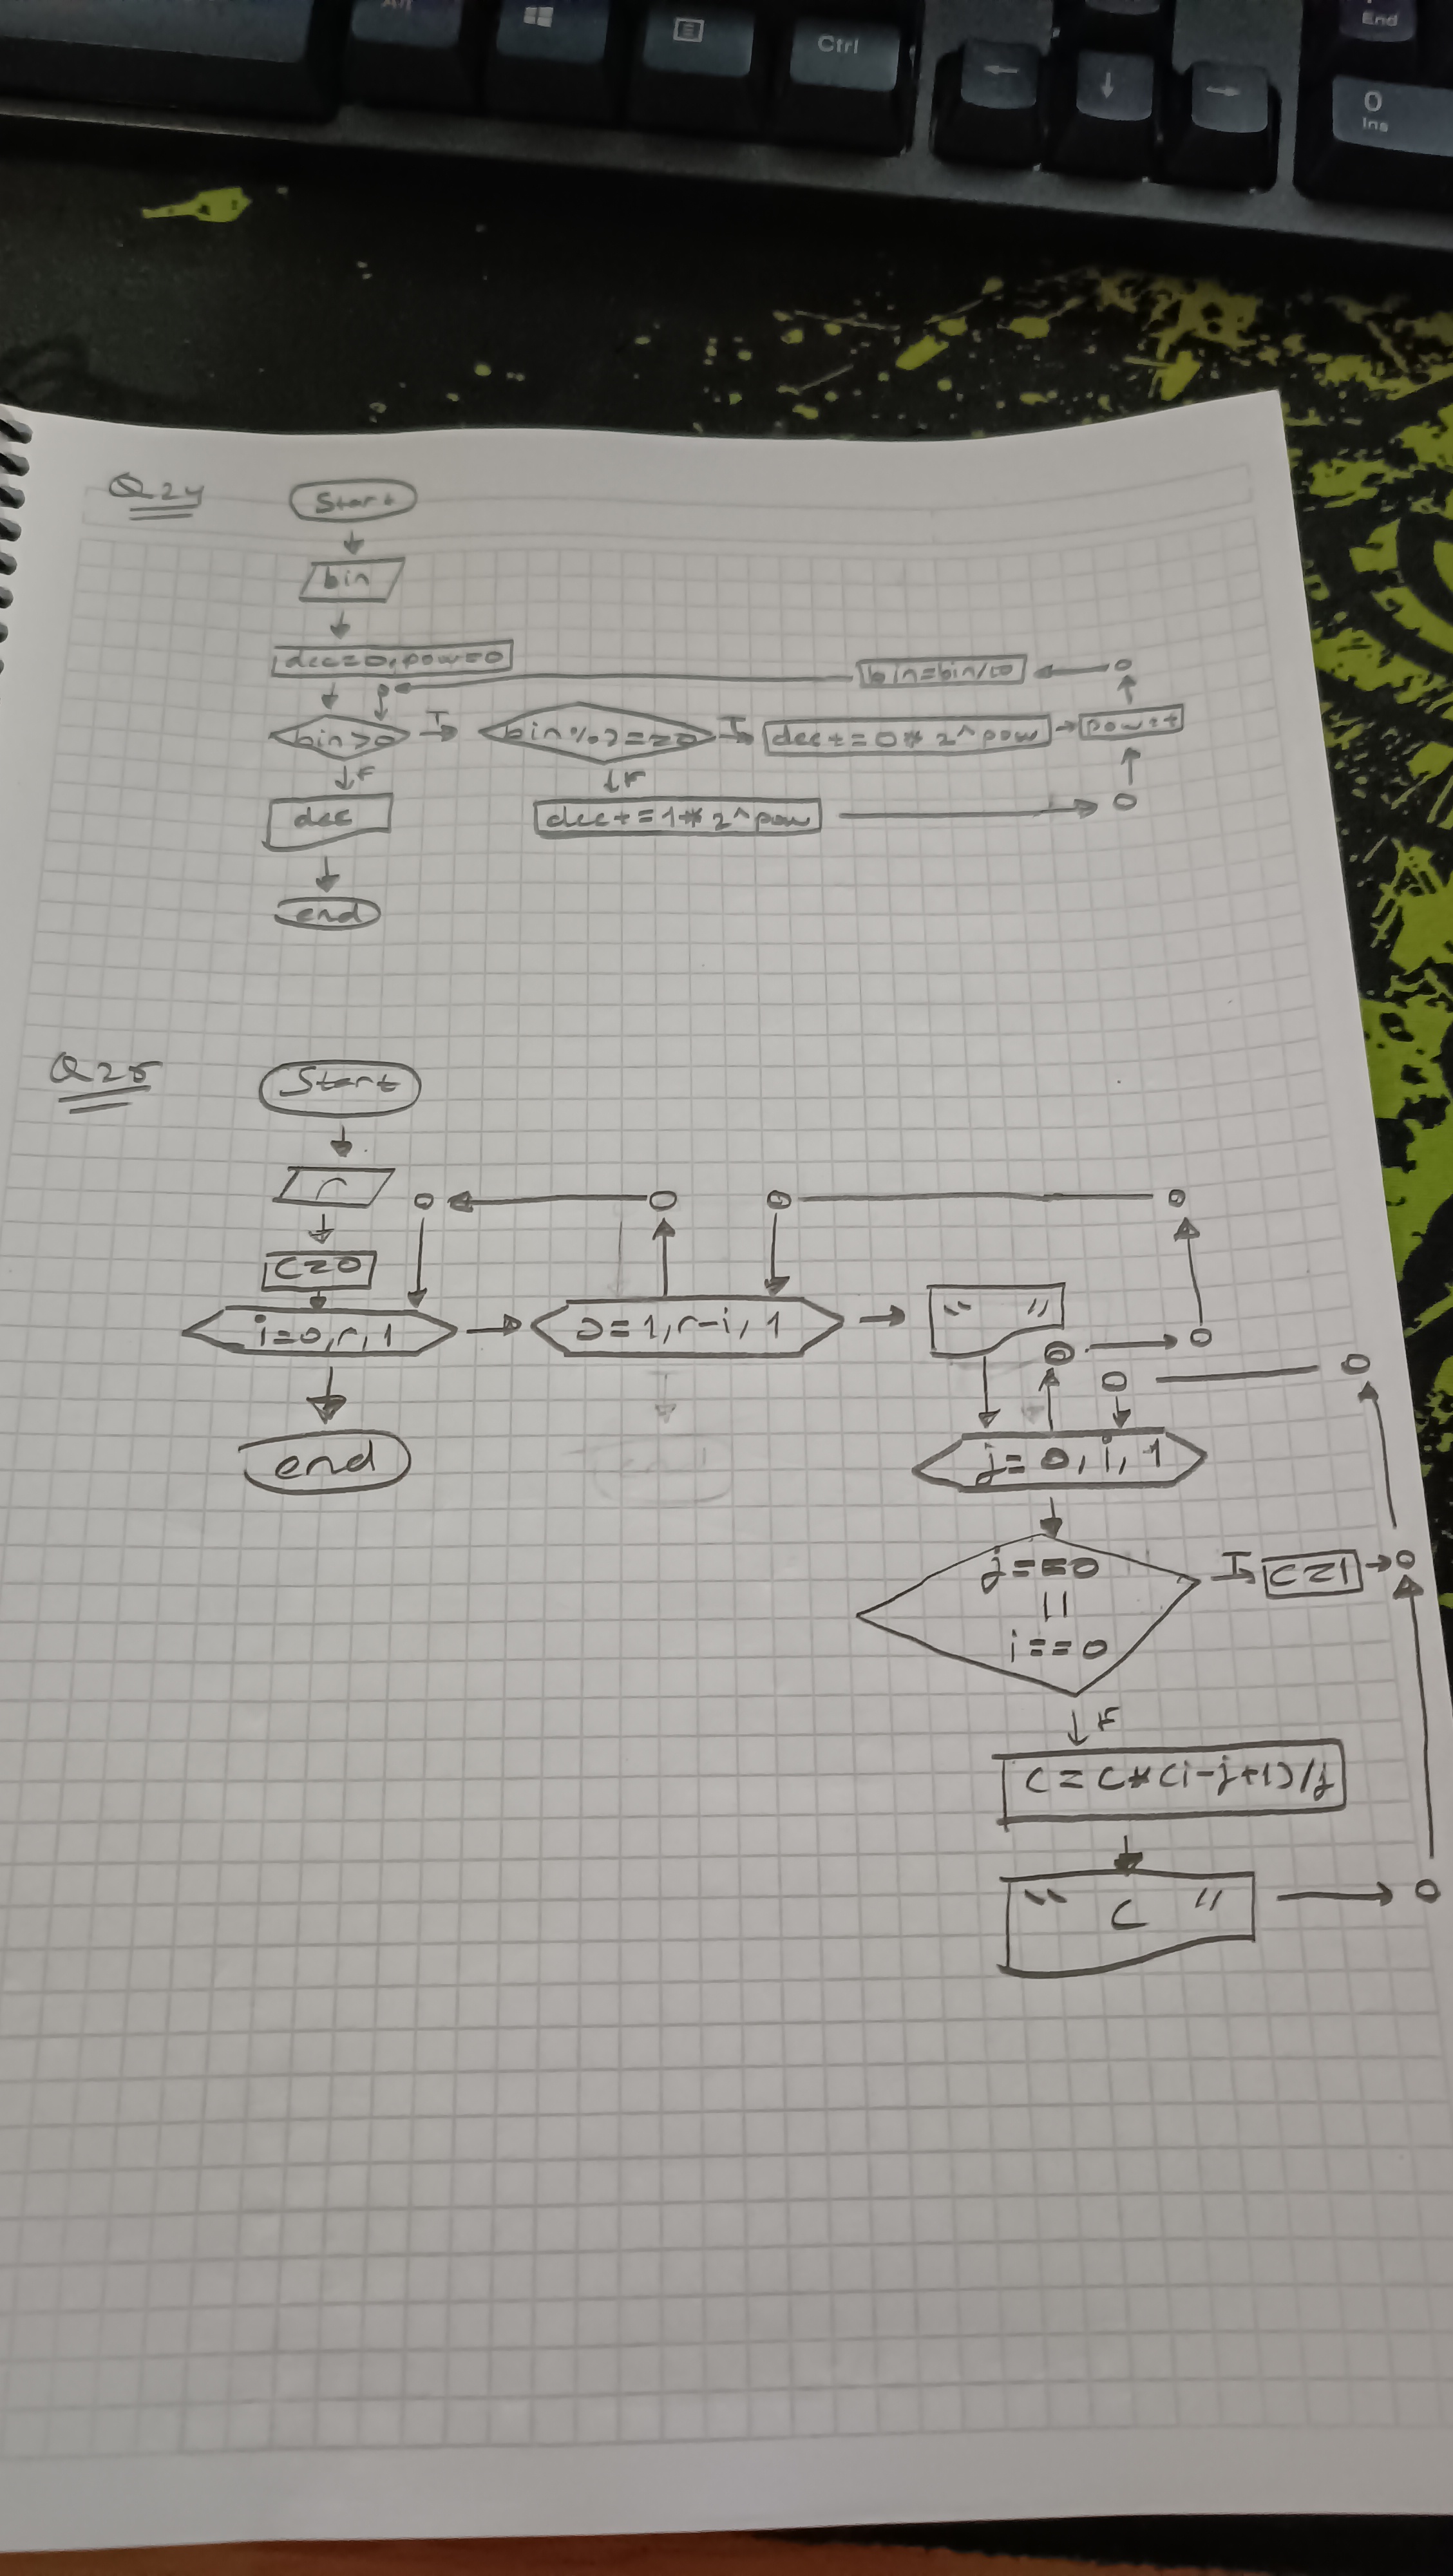 Alt
Ctrl
End
←
↓
→
0
Ins
Q24
Start
bin
dec=0, pow=0
bin=bin/10
bin>0
T
bin%2==0
T
dec+=0*2^pow
pow++
F
F
dec
dec+=1*2^pow
end
Q25
Start
r
c=0
i=0,r,1
s=1,r-i,1
" "
end
j=0,i,1
j==0
||
i==0
T
c=1
F
c=c*(i-j+1)/j
" c "